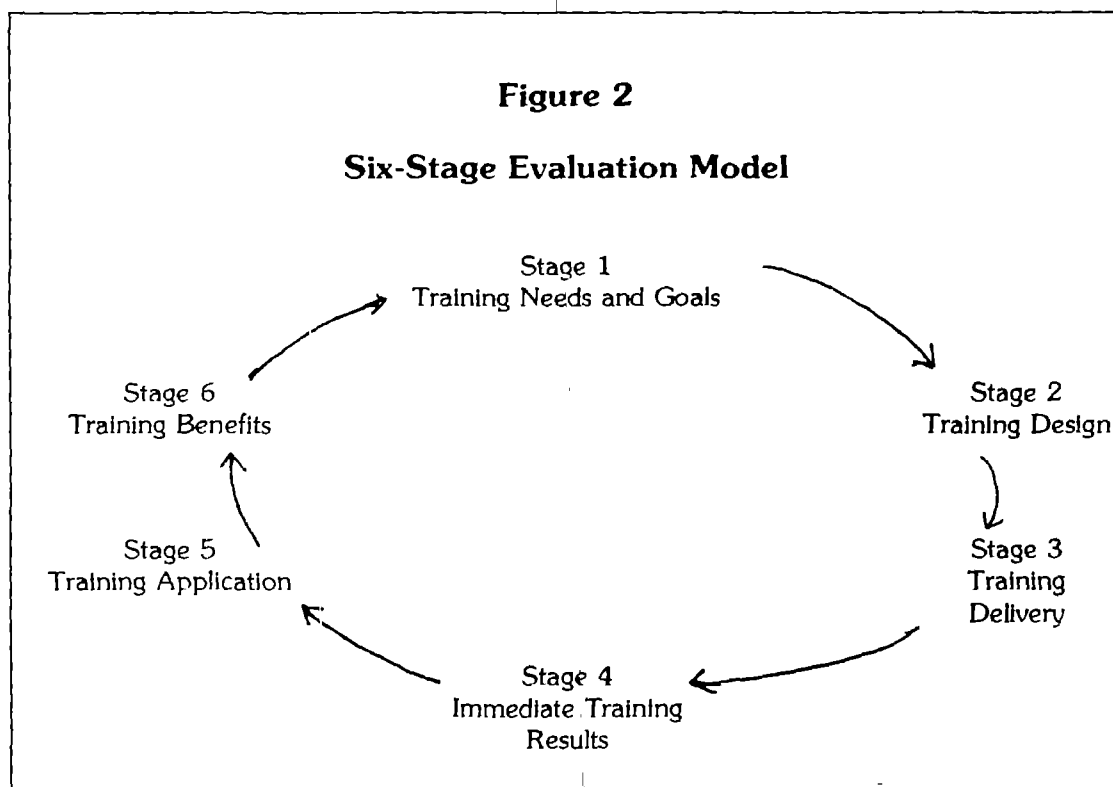 Figure 2
Six-Stage Evaluation Model
Stage 1
Training Needs and Goals
Stage 2
Training Design
Stage 3
Training
Delivery
Stage 4
Immediate Training
Results
Stage 5
Training Application
Stage 6
Training Benefits